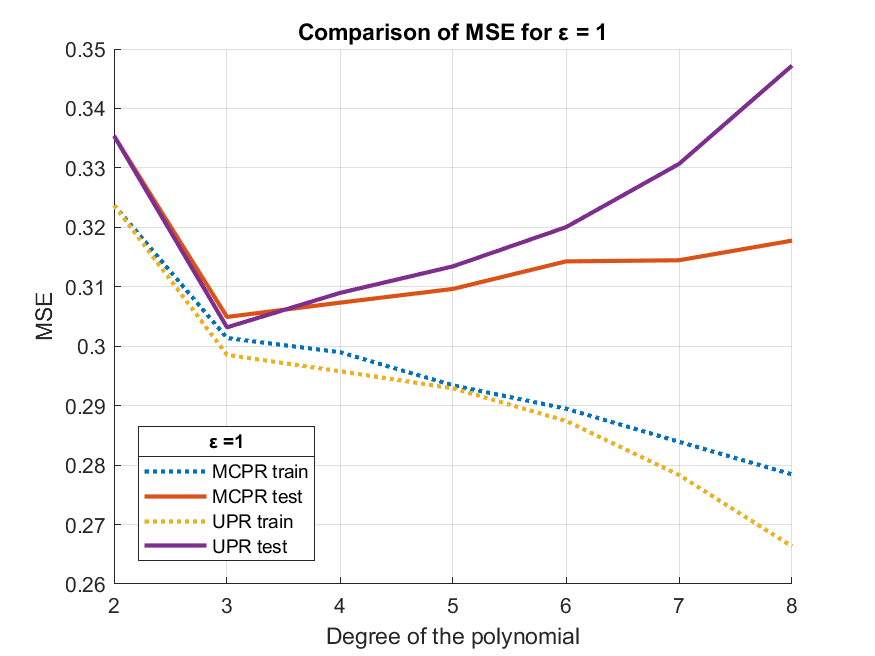 Comparison of MSE for ε = 1
0.35
0.34
0.33
0.32
0.31
0.3
0.29
0.28
0.27
0.26
MSE
ε =1
MCPR train
MCPR test
UPR train
UPR test
2 3 4 5 6 7 8
Degree of the polynomial